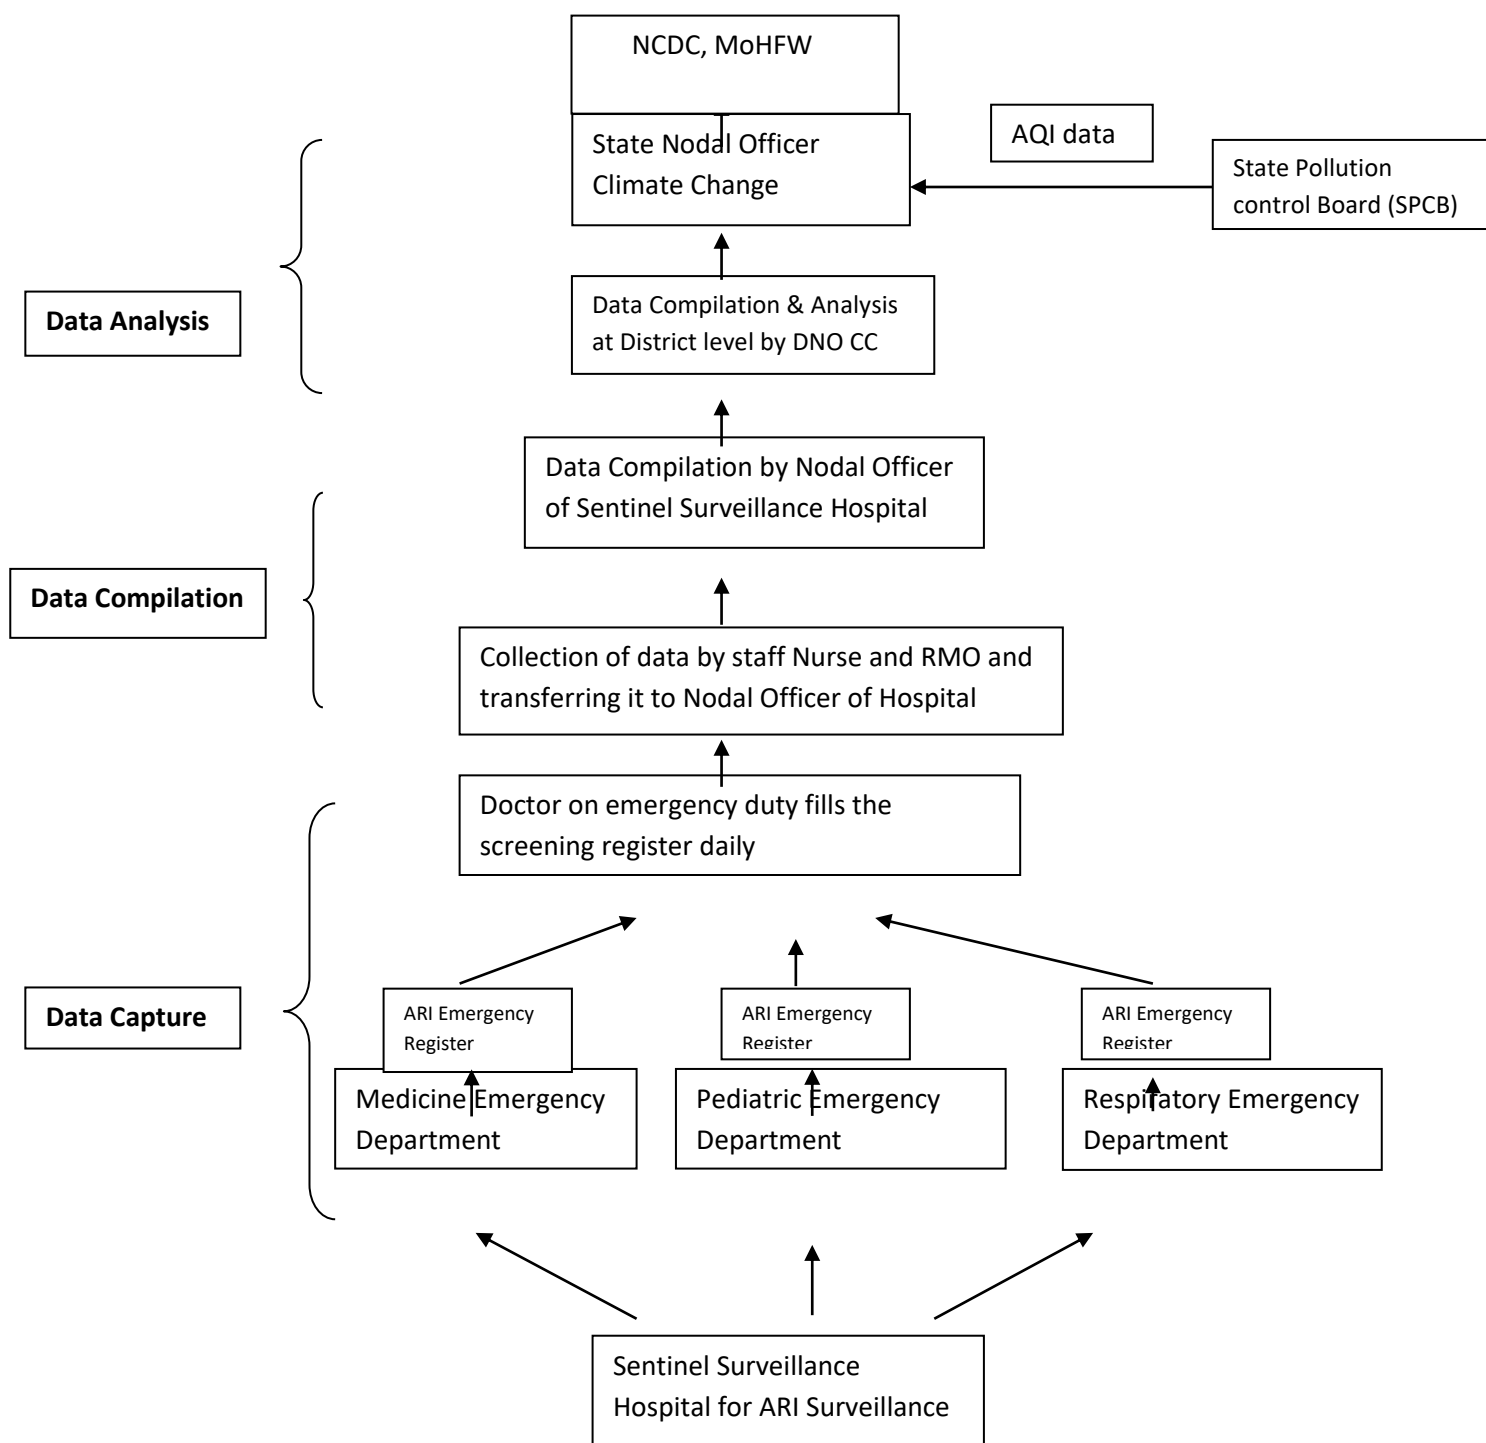 NCDC, MoHFW
State Nodal Officer
Climate Change
AQI data
State Pollution
control Board (SPCB)
Data Analysis
Data Compilation & Analysis
at District level by DNO CC
Data Compilation by Nodal Officer
of Sentinel Surveillance Hospital
Data Compilation
Collection of data by staff Nurse and RMO and
transferring it to Nodal Officer of Hospital
Doctor on emergency duty fills the
screening register daily
Data Capture
ARI Emergency
Register
ARI Emergency
Register
ARI Emergency
Register
Medicine Emergency
Department
Pediatric Emergency
Department
Respiratory Emergency
Department
Sentinel Surveillance
Hospital for ARI Surveillance